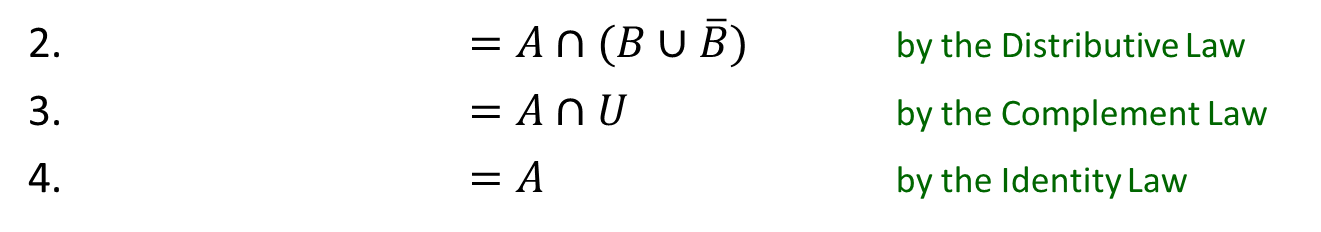 2. = A ∩ (B ∪ B̅) by the Distributive Law
3. = A ∩ U by the Complement Law
4. = A by the Identity Law